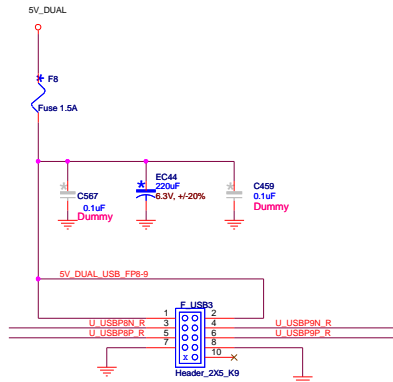 5V_DUAL
* F8
Fuse 1.5A
* C567
0.1uF
Dummy
* EC44
220uF
6.3V, +/-20%
* C459
0.1uF
Dummy
5V_DUAL_USB_FP8-9
F_USB3
1 2
U_USBP8N_R 3 4 U_USBP9N_R
U_USBP8P_R 5 6 U_USBP9P_R
7 8
x 10
Header_2X5_K9